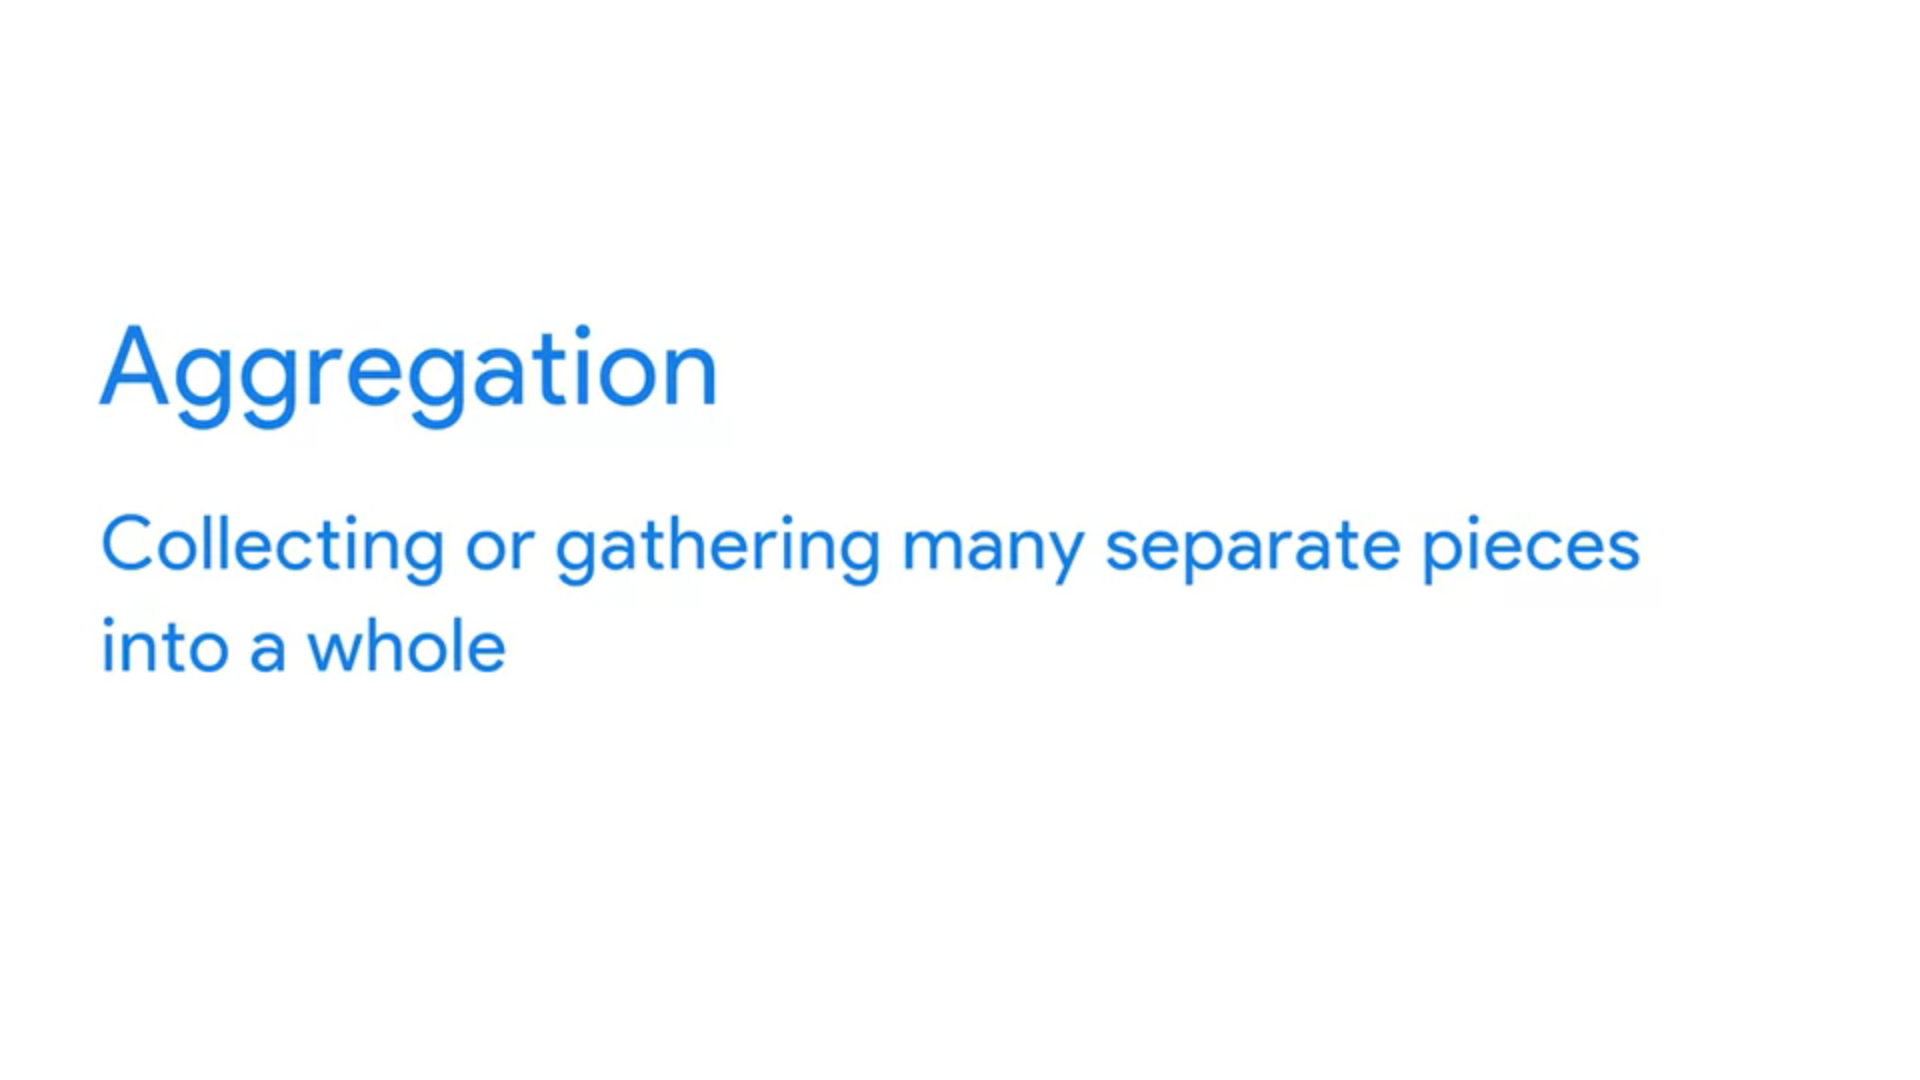 Aggregation
Collecting or gathering many separate pieces
into a whole